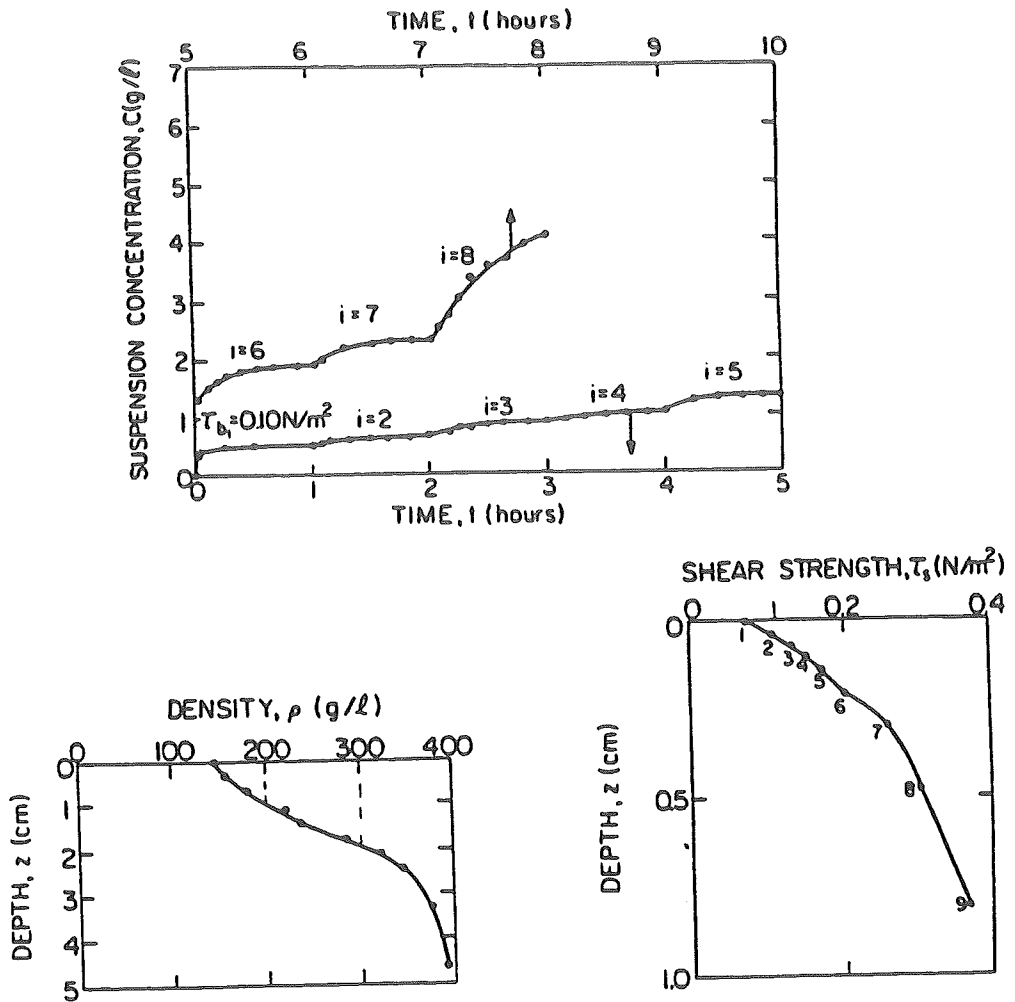 TIME, t (hours)
5 6 7 8 9 10
SUSPENSION CONCENTRATION, C(g/ℓ)
7
6
5
4
3
2
1
0
i=8
i=7
i=6
i=5
i=4
i=3
i=2
τb₁=0.10N/m²
0 1 2 3 4 5
TIME, t (hours)
SHEAR STRENGTH, τs (N/m²)
0 0.2 0.4
DEPTH, z (cm)
0
0.5
1.0
1
2
3
4
5
6
7
8
9
DENSITY, ρ (g/ℓ)
0 100 200 300 400
DEPTH, z (cm)
0
1
2
3
4
5